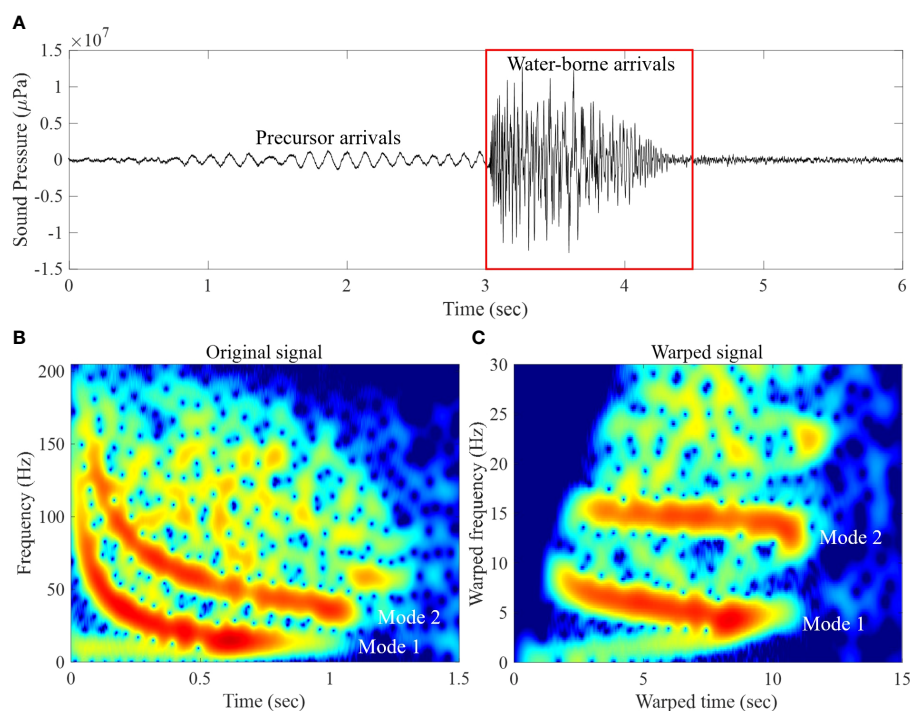 A
×10⁷
1.5
1
0.5
0
-0.5
-1
-1.5
Sound Pressure (μPa)
Precursor arrivals
Water-borne arrivals
0 1 2 3 4 5 6
Time (sec)
B
Original signal
200
150
100
50
0
Frequency (Hz)
Mode 2
Mode 1
0 0.5 1 1.5
Time (sec)
C
Warped signal
30
25
20
15
10
5
0
Warped frequency (Hz)
Mode 2
Mode 1
0 5 10 15
Warped time (sec)